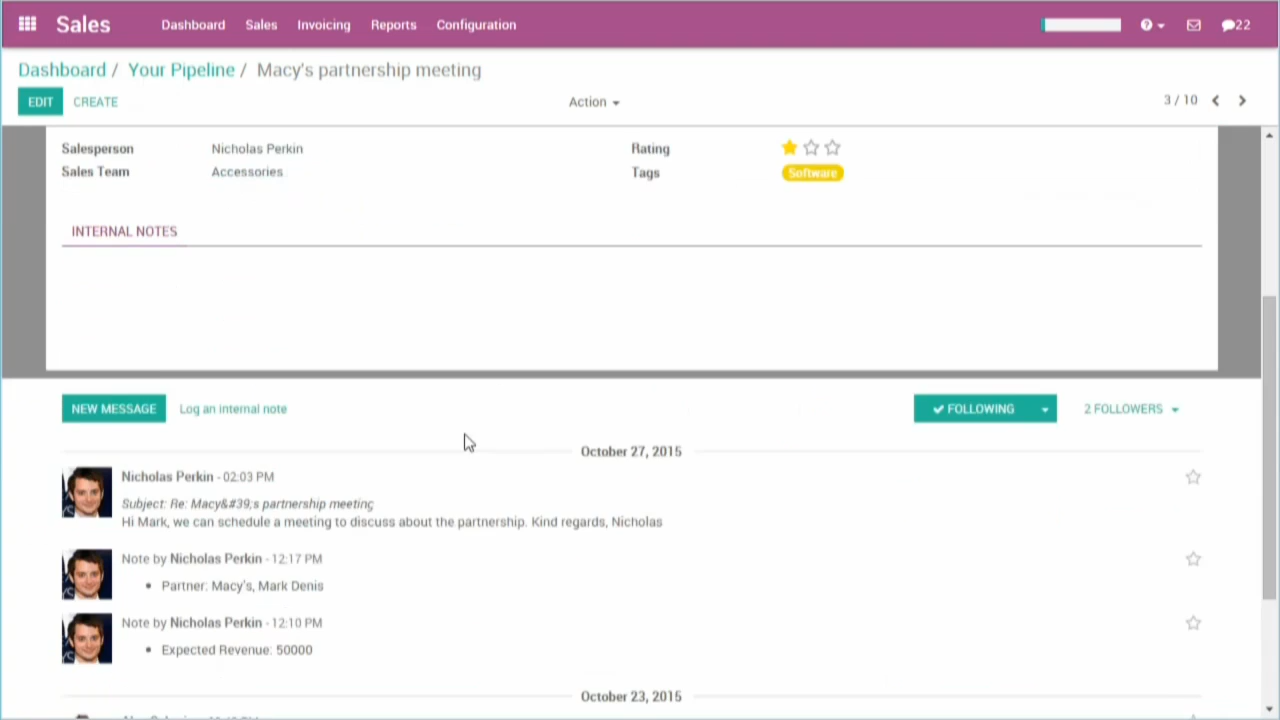 Sales Dashboard Sales Invoicing Reports Configuration 22
Dashboard / Your Pipeline / Macy's partnership meeting
EDIT CREATE Action 3 / 10
Salesperson Nicholas Perkin Rating
Sales Team Accessories Tags Software
INTERNAL NOTES
NEW MESSAGE Log an internal note FOLLOWING 2 FOLLOWERS
October 27, 2015
Nicholas Perkin - 02:03 PM
Subject: Re: Macy&#39;s partnership meeting
Hi Mark, we can schedule a meeting to discuss about the partnership. Kind regards, Nicholas
Note by Nicholas Perkin - 12:17 PM
• Partner: Macy's, Mark Denis
Note by Nicholas Perkin - 12:10 PM
• Expected Revenue: 50000
October 23, 2015